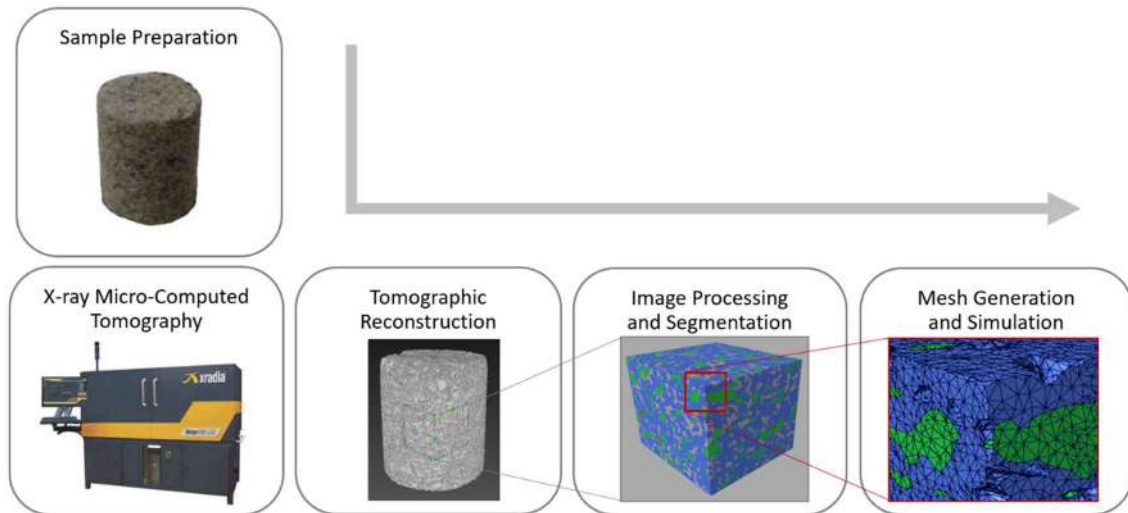 Sample Preparation
X-ray Micro-Computed
Tomography
xradia
Tomographic
Reconstruction
Image Processing
and Segmentation
Mesh Generation
and Simulation